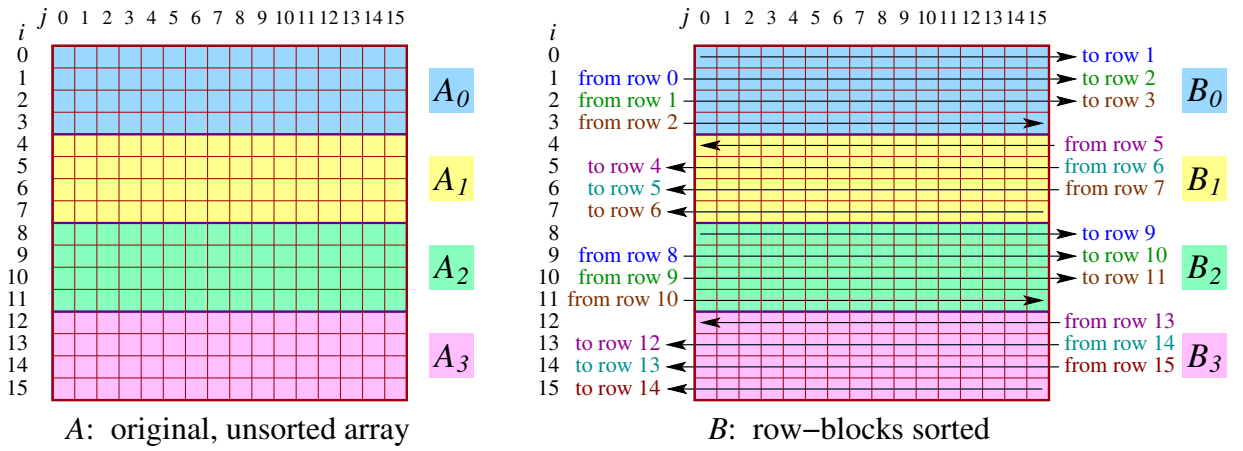 j 0 1 2 3 4 5 6 7 8 9 10 11 12 13 14 15
i
0
1
2
3
4
5
6
7
8
9
10
11
12
13
14
15
A0
A1
A2
A3
A: original, unsorted array
j 0 1 2 3 4 5 6 7 8 9 10 11 12 13 14 15
i
0 to row 1
1 from row 0 to row 2
2 from row 1 to row 3
3 from row 2
4 from row 5
5 to row 4 from row 6
6 to row 5 from row 7
7 to row 6
8 to row 9
9 from row 8 to row 10
10 from row 9 to row 11
11 from row 10
12 from row 13
13 to row 12 from row 14
14 to row 13 from row 15
15 to row 14
B0
B1
B2
B3
B: row−blocks sorted